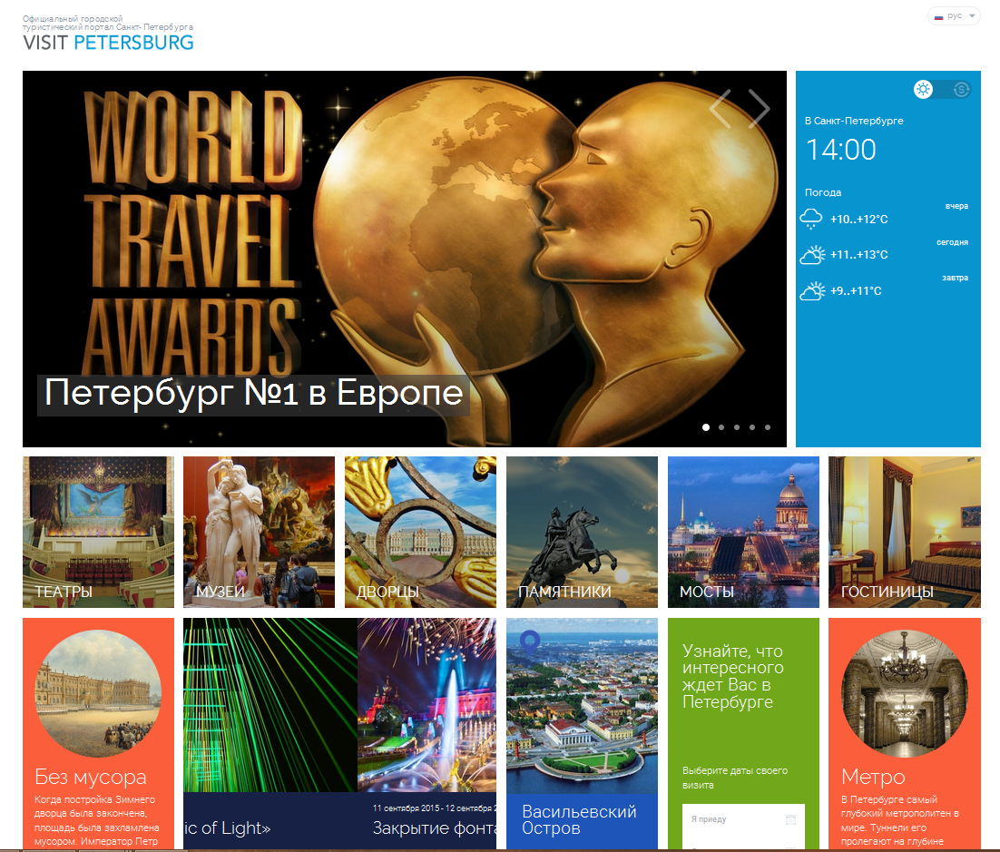 Официальный городской
туристический портал Санкт-Петербурга
VISIT PETERSBURG
рус
WORLD
TRAVEL
AWARDS
Петербург №1 в Европе
В Санкт-Петербурге
14:00
Погода
вчера
+10..+12°C
сегодня
+11..+13°C
завтра
+9..+11°C
ТЕАТРЫ
МУЗЕИ
ДВОРЦЫ
ПАМЯТНИКИ
МОСТЫ
ГОСТИНИЦЫ
Без мусора
Когда постройка Зимнего
дворца была закончена,
площадь была захламлена
мусором. Император Петр
ic of Light»
11 сентября 2015 - 12 сентября 2
Закрытие фонта
Васильевский
Остров
Узнайте, что
интересного
ждет Вас в
Петербурге
Выберите даты своего
визита
Я приеду
Метро
В Петербурге самый
глубокий метрополитен в
мире. Туннели его
пролегают на глубине